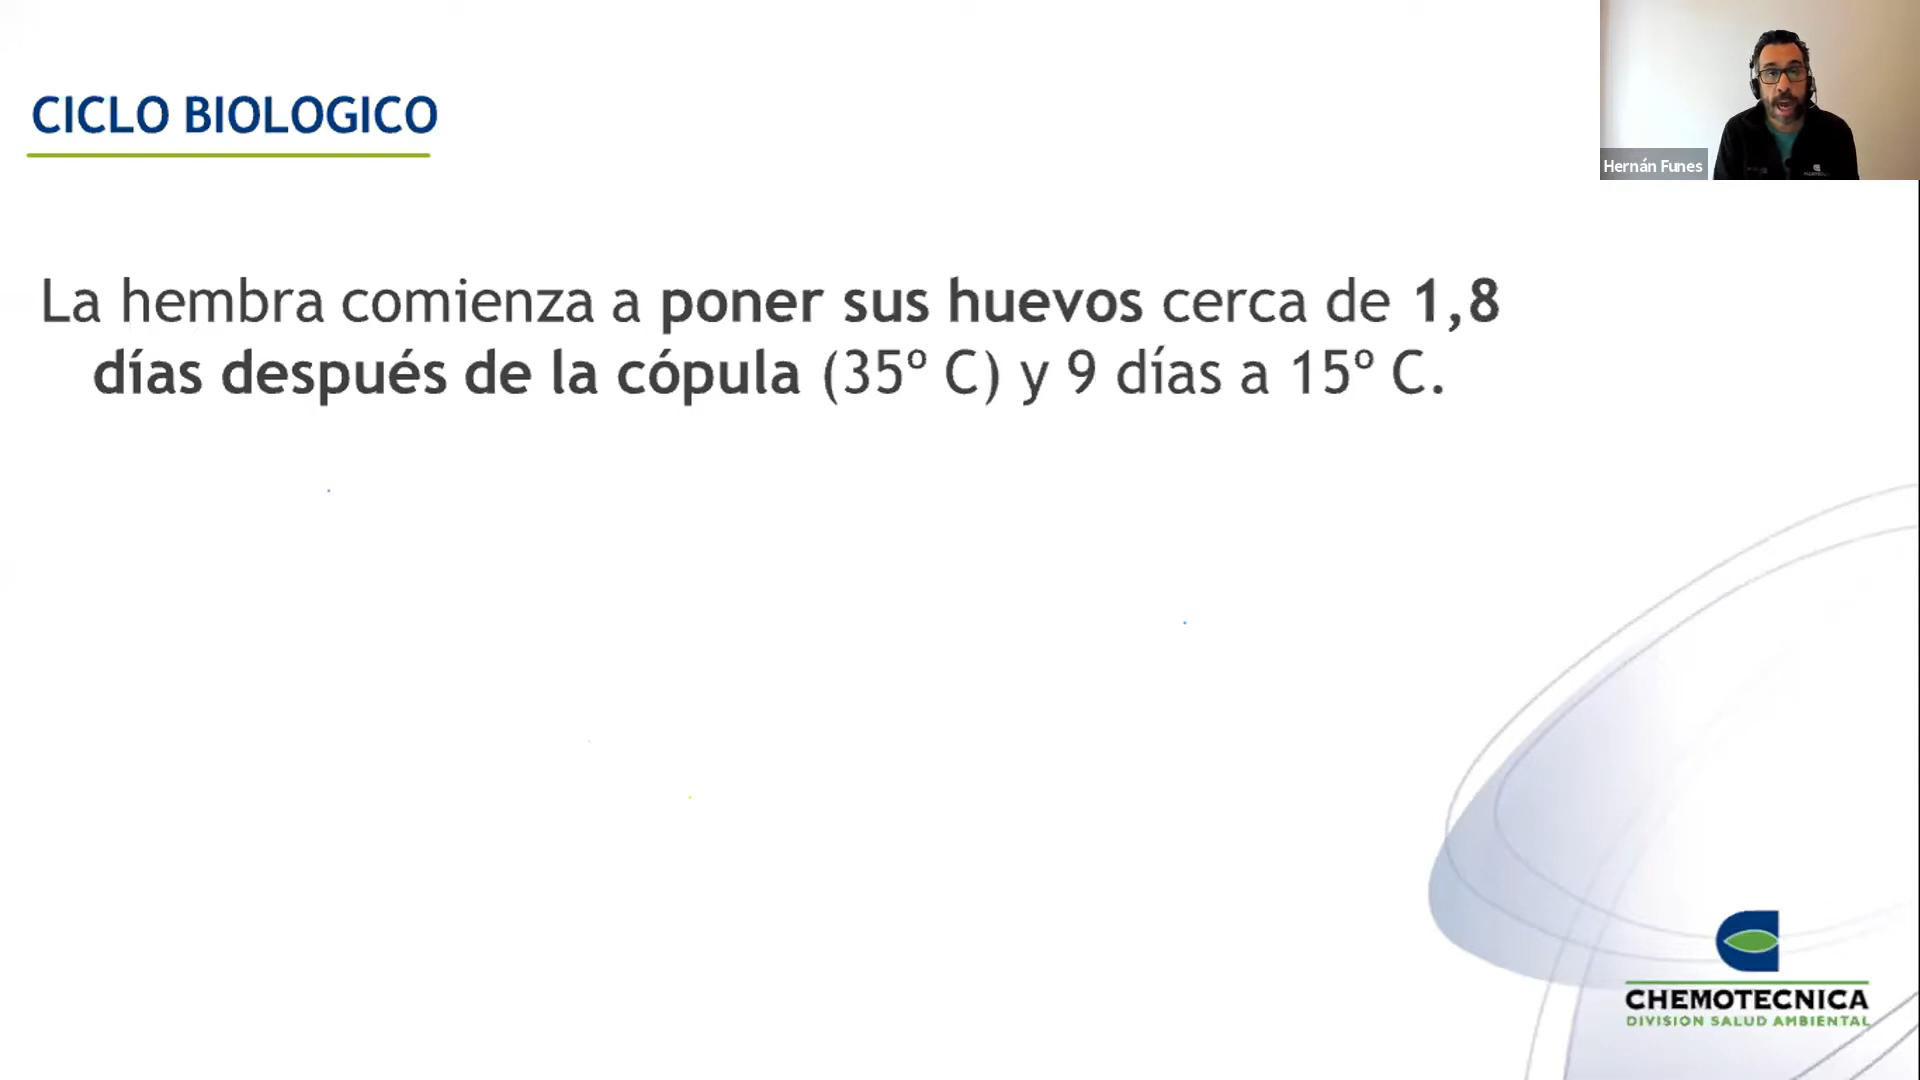 CICLO BIOLOGICO
Hernán Funes
La hembra comienza a poner sus huevos cerca de 1,8
días después de la cópula (35º C) y 9 días a 15º C.
CHEMOTECNICA
DIVISION SALUD AMBIENTAL